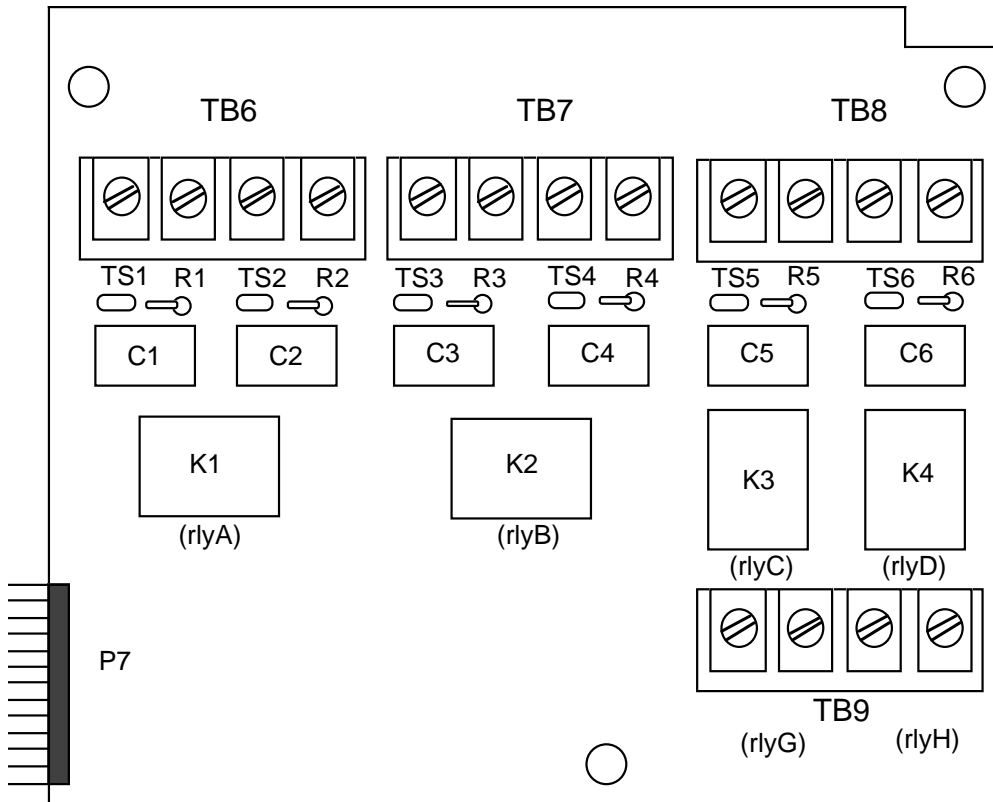 TB6 TB7 TB8
TS1 R1 TS2 R2 TS3 R3 TS4 R4 TS5 R5 TS6 R6
C1 C2 C3 C4 C5 C6
K1 K2 K3 K4
(rlyA) (rlyB) (rlyC) (rlyD)
P7
TB9
(rlyG) (rlyH)